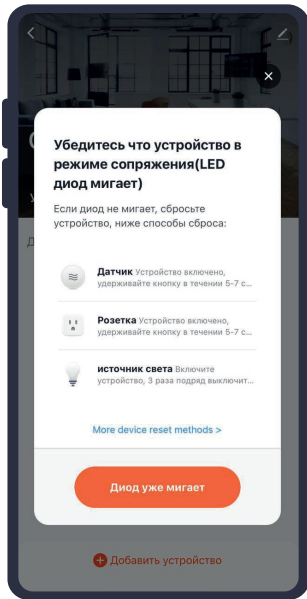 Убедитесь что устройство в
режиме сопряжения(LED
диод мигает)
Если диод не мигает, сбросьте
устройство, ниже способы сброса:
Датчик Устройство включено,
удерживайте кнопку в течении 5-7 с...
Розетка Устройство включено,
удерживайте кнопку в течении 5-7 с...
источник света Включите
устройство, 3 раза подряд выключит...
More device reset methods >
Диод уже мигает
Добавить устройство